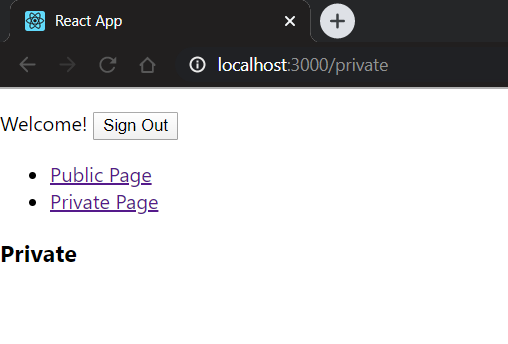 React App
localhost:3000/private
Welcome! Sign Out
Public Page
Private Page
Private